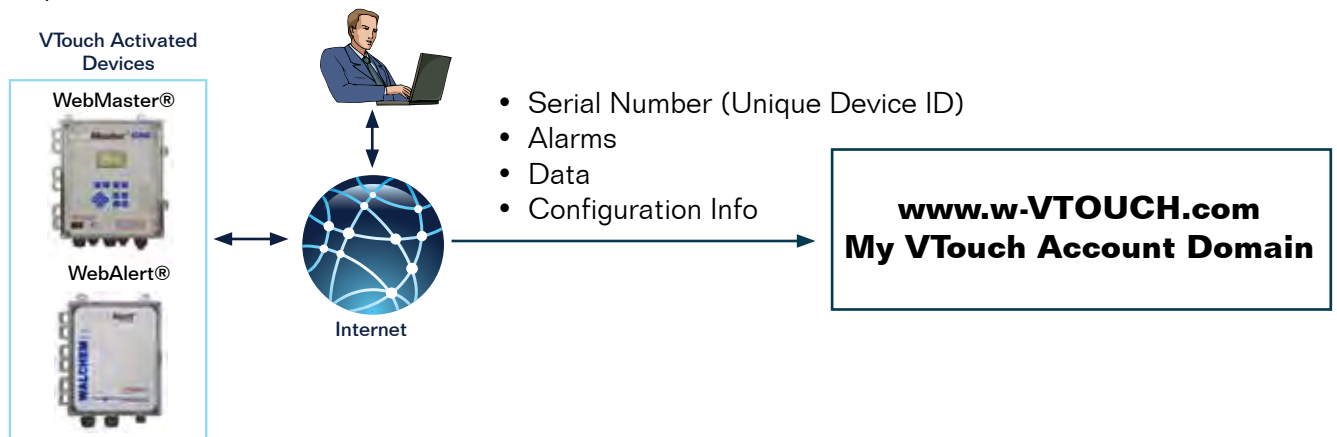 VTouch Activated
Devices
WebMaster®
WebAlert®
WALCHEM
Internet
• Serial Number (Unique Device ID)
• Alarms
• Data
• Configuration Info
www.w-VTOUCH.com
My VTouch Account Domain